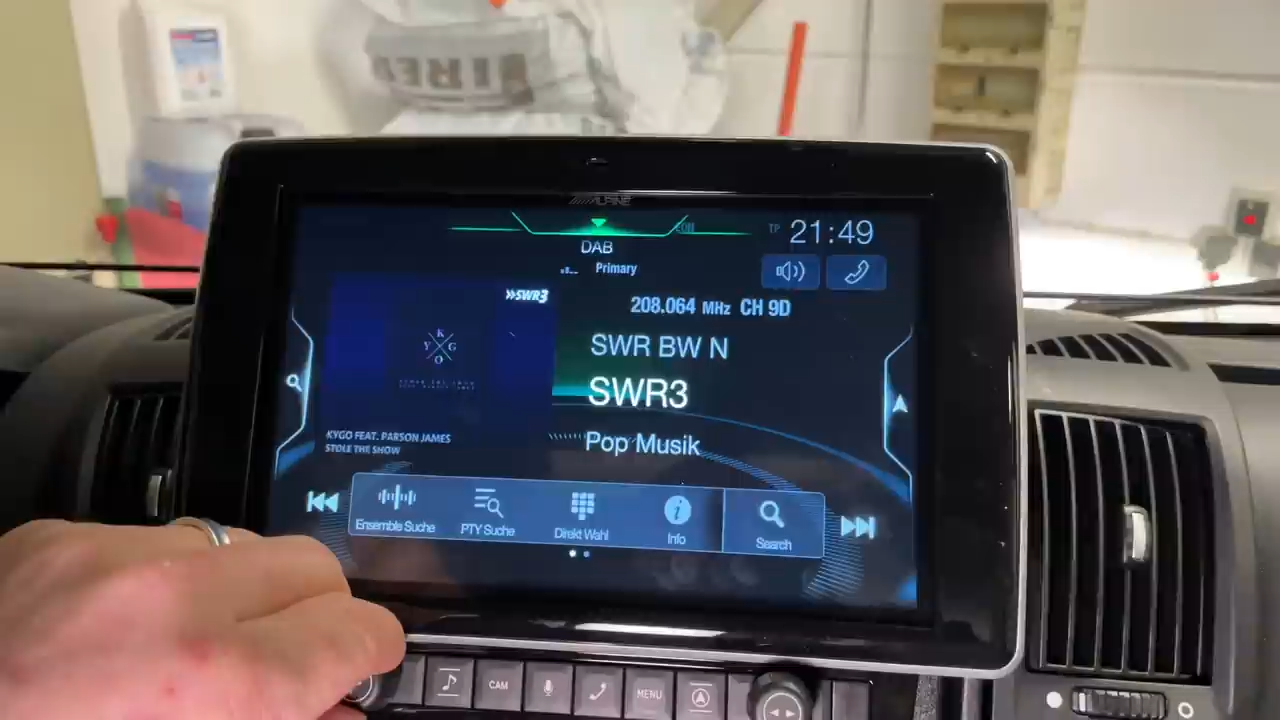 ALPINE
TP
21:49
DAB
Primary
»SWR3
208.064 MHz CH 9D
K
Y G
O
SWR BW N
SWR3
Pop Musik
KYGO FEAT. PARSON JAMES
STOLE THE SHOW
Ensemble Suche
PTY Suche
Direkt Wahl
Info
Search
CAM
MENU